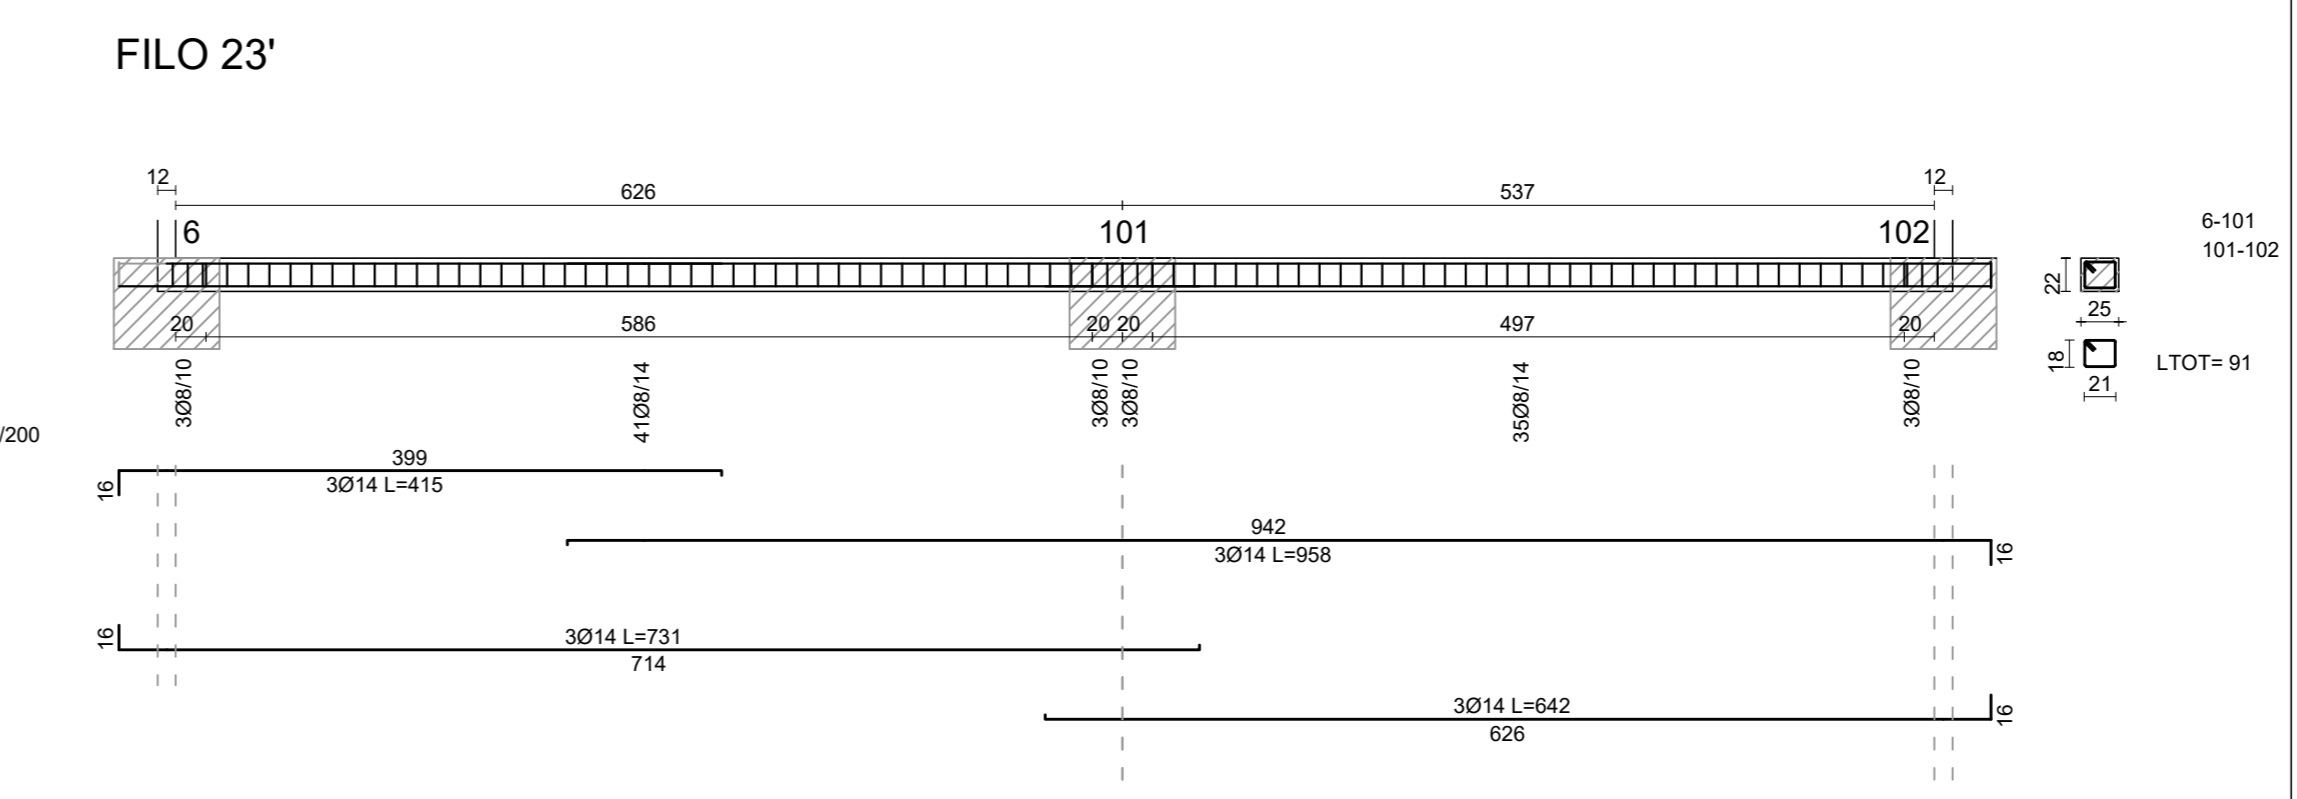 FILO 23'
12 626 537 12
6 101 102
6-101
101-102
22
25
20 586 20 20 497 20
3Ø8/10 41Ø8/14 3Ø8/10 3Ø8/10 35Ø8/14 3Ø8/10
18
21
LTOT= 91
/200
399
16
3Ø14 L=415
942
3Ø14 L=958
16
16
3Ø14 L=731
714
3Ø14 L=642
16
626